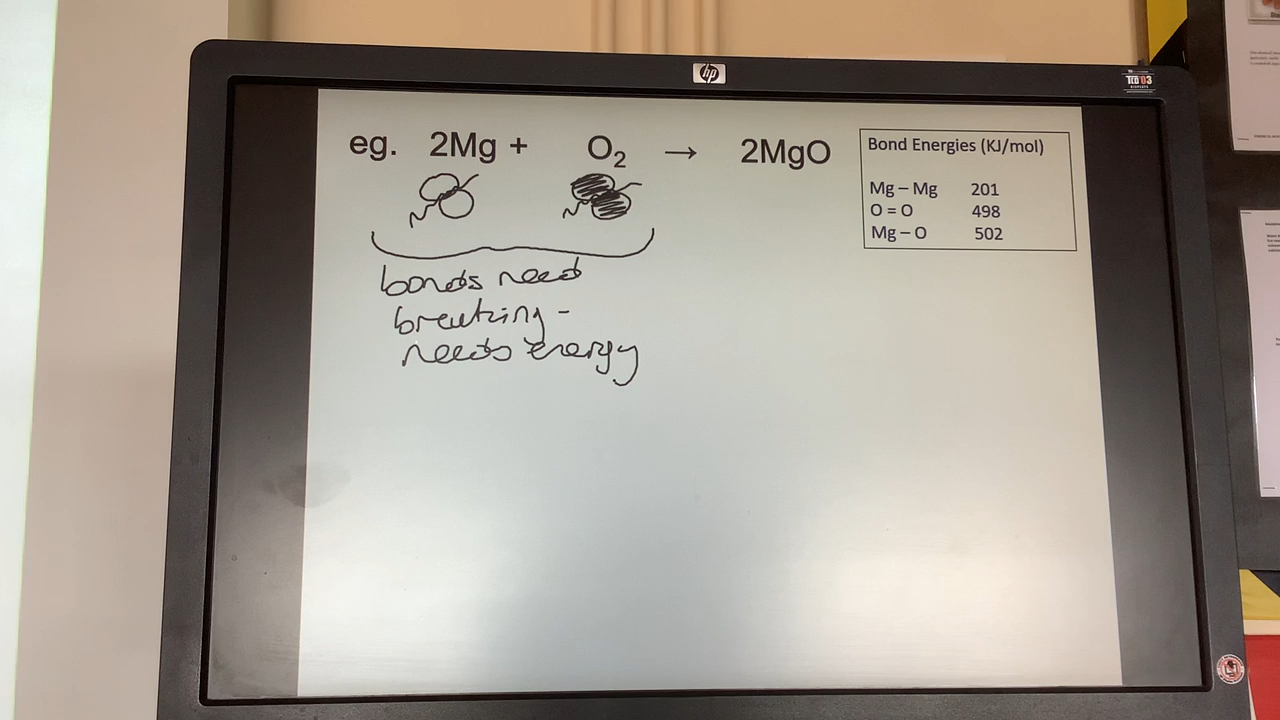 hp
eg. 2Mg + O₂ → 2MgO
Bond Energies (KJ/mol)
Mg – Mg 201
O = O 498
Mg – O 502
bonds need
breaking -
needs energy